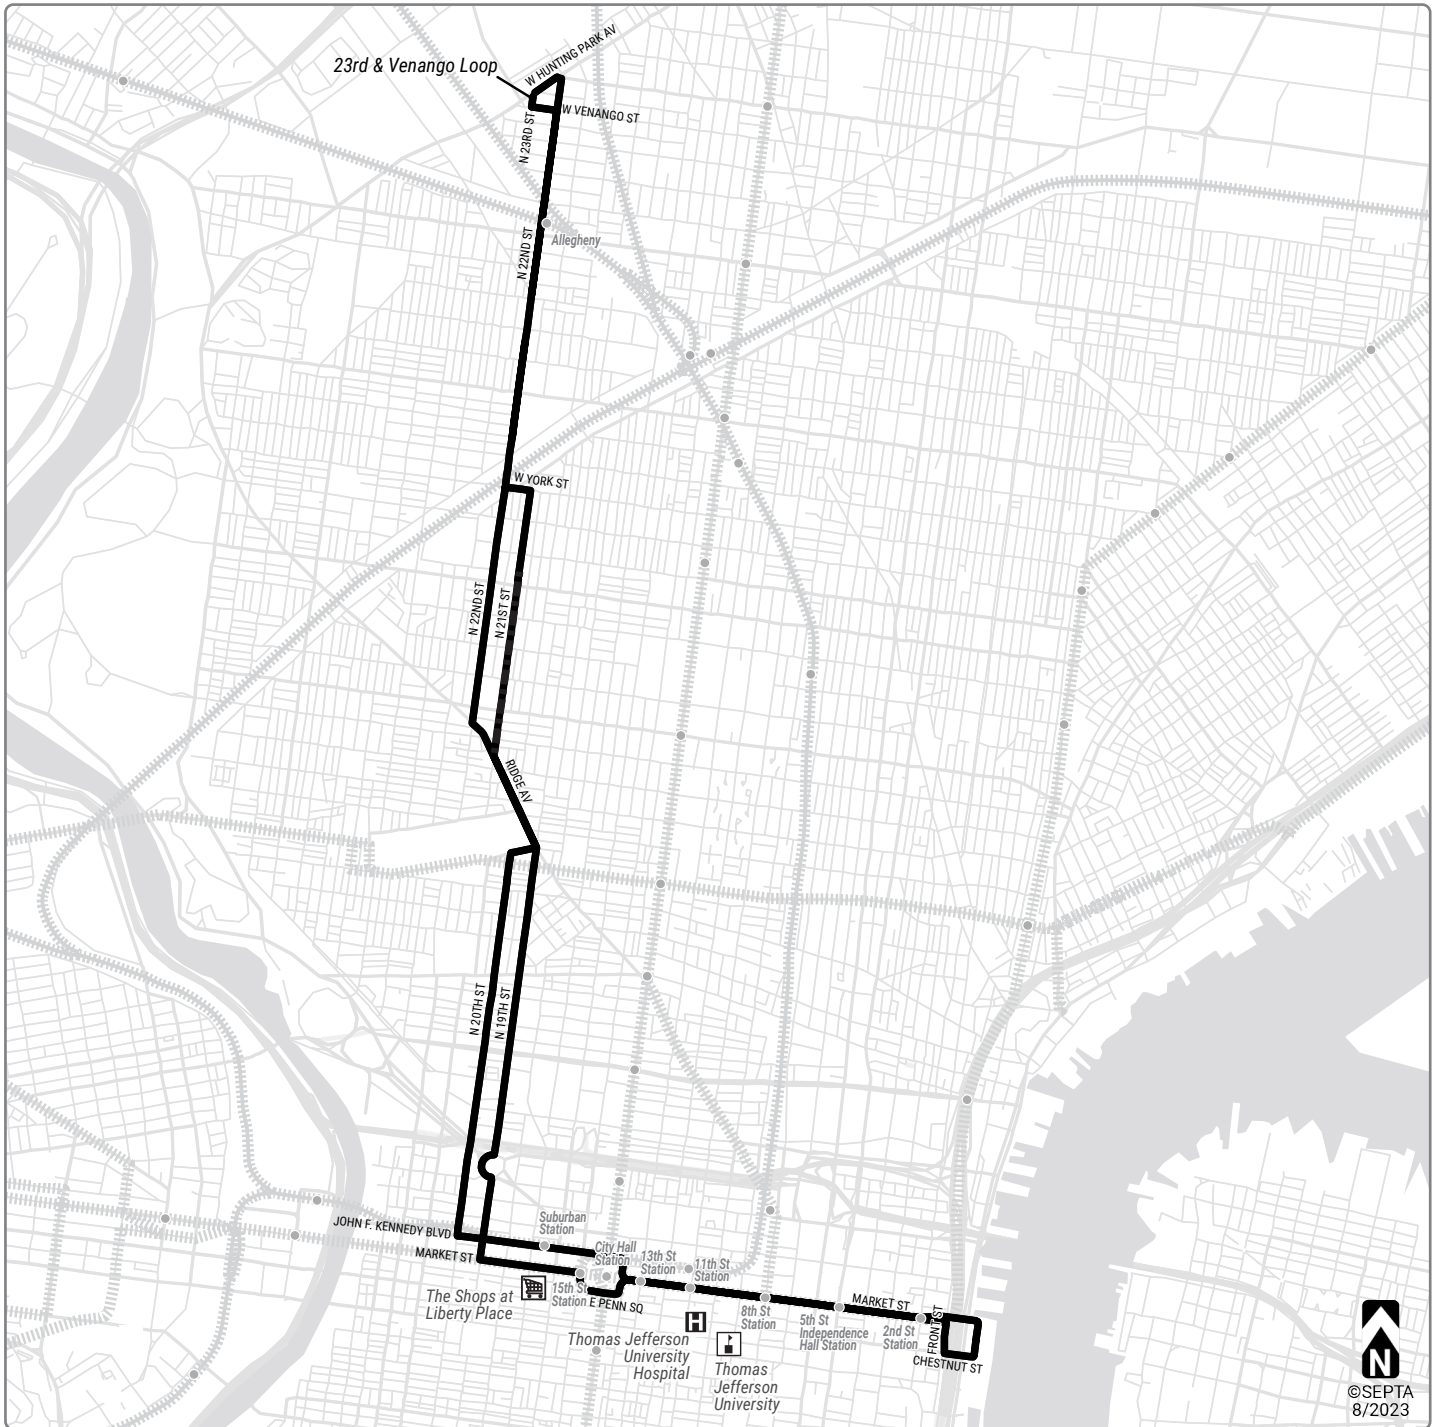 W HUNTING PARK AV
23rd & Venango Loop
W VENANGO ST
N 23RD ST
N 22ND ST
Allegheny
W YORK ST
N 22ND ST
N 21ST ST
RIDGE AV
N 20TH ST
N 19TH ST
JOHN F. KENNEDY BLVD
Suburban
Station
MARKET ST
City Hall
Station
13th St
Station
11th St
Station
The Shops at
Liberty Place
15th St
Station
E PENN SQ
8th St
Station
MARKET ST
5th St
Independence
Hall Station
2nd St
Station
FRONT ST
CHESTNUT ST
H
Thomas Jefferson
University
Hospital
Thomas
Jefferson
University
N
©SEPTA
8/2023